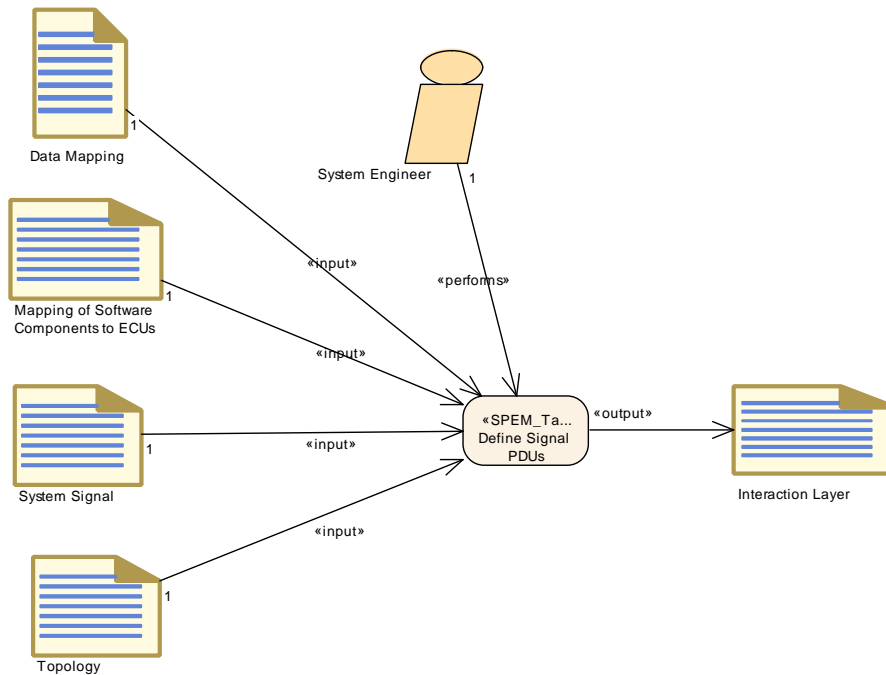 1
Data Mapping
System Engineer
1
«input»
«performs»
1
Mapping of Software
Components to ECUs
«input»
«SPEM_Ta...
Define Signal
PDUs
«output»
1
«input»
System Signal
Interaction Layer
«input»
1
Topology